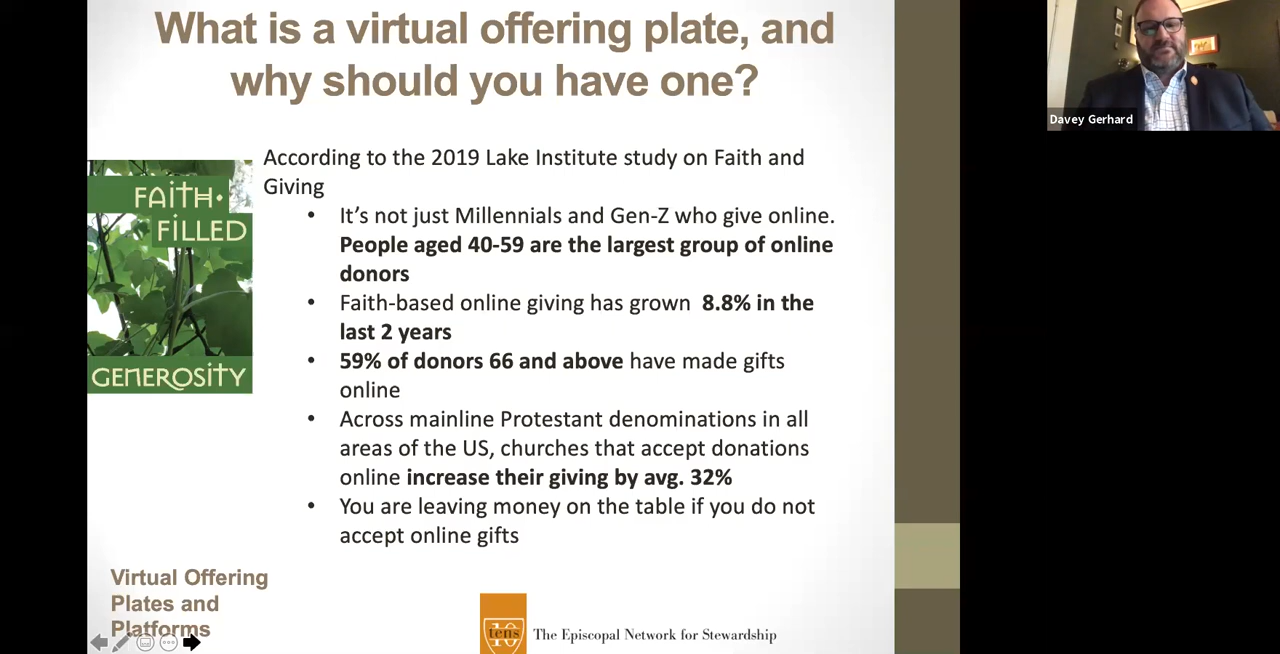 What is a virtual offering plate, and
why should you have one?
Davey Gerhard
FAITH·
FILLED
GENEROSITY
According to the 2019 Lake Institute study on Faith and
Giving
• It’s not just Millennials and Gen-Z who give online.
People aged 40-59 are the largest group of online
donors
• Faith-based online giving has grown 8.8% in the
last 2 years
• 59% of donors 66 and above have made gifts
online
• Across mainline Protestant denominations in all
areas of the US, churches that accept donations
online increase their giving by avg. 32%
• You are leaving money on the table if you do not
accept online gifts
Virtual Offering
Plates and
Platforms
tens
The Episcopal Network for Stewardship